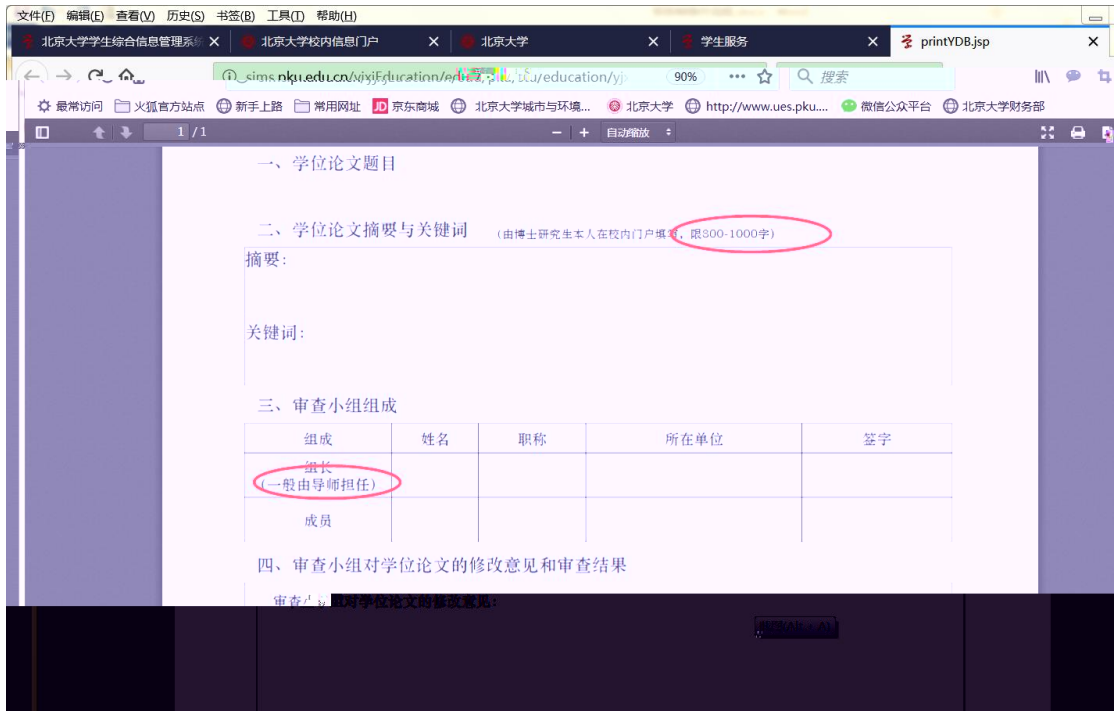 文件(F) 编辑(E) 查看(V) 历史(S) 书签(B) 工具(T) 帮助(H)
北京大学学生综合信息管理系统 北京大学校内信息门户 北京大学 学生服务 printYDB.jsp
90% 搜索
最常访问 火狐官方站点 新手上路 常用网址 JD 京东商城 北京大学城市与环境... 北京大学 http://www.ues.pku.... 微信公众平台 北京大学财务部
1 /1 自动缩放
一、学位论文题目
二、学位论文摘要与关键词 (由博士研究生本人在校内门户填写，限800-1000字)
摘要:
关键词:
三、审查小组组成
组成 姓名 职称 所在单位 签字
组长
(一般由导师担任)
成员
四、审查小组对学位论文的修改意见和审查结果
审查小组对学位论文的修改意见: